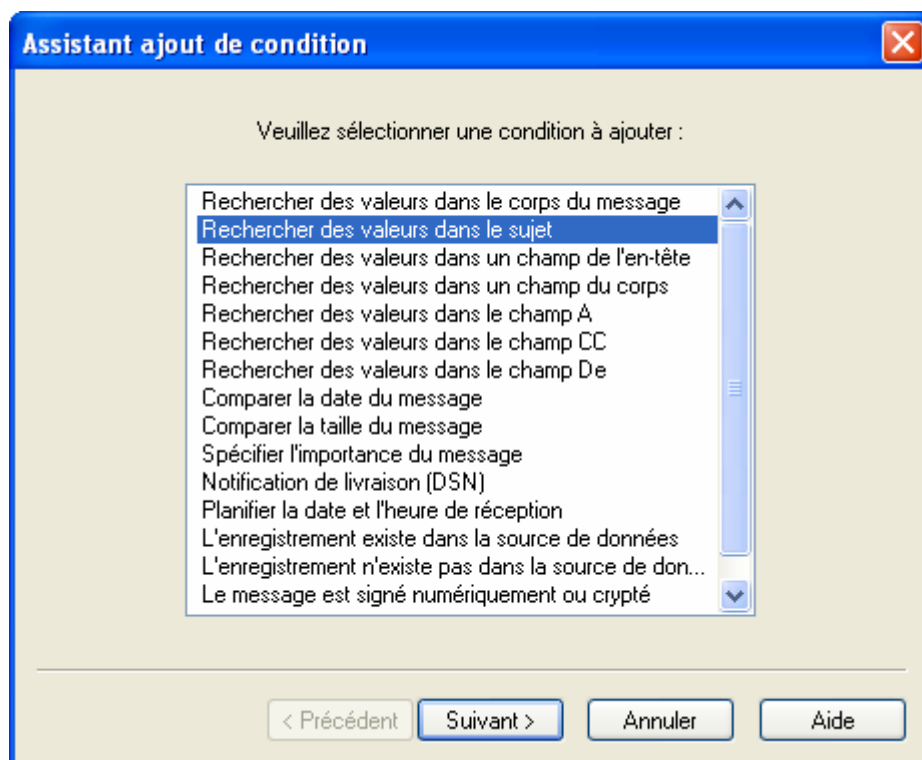 Assistant ajout de condition
Veuillez sélectionner une condition à ajouter :
Rechercher des valeurs dans le corps du message
Rechercher des valeurs dans le sujet
Rechercher des valeurs dans un champ de l'en-tête
Rechercher des valeurs dans un champ du corps
Rechercher des valeurs dans le champ A
Rechercher des valeurs dans le champ CC
Rechercher des valeurs dans le champ De
Comparer la date du message
Comparer la taille du message
Spécifier l'importance du message
Notification de livraison (DSN)
Planifier la date et l'heure de réception
L'enregistrement existe dans la source de données
L'enregistrement n'existe pas dans la source de don...
Le message est signé numériquement ou crypté
< Précédent Suivant > Annuler Aide